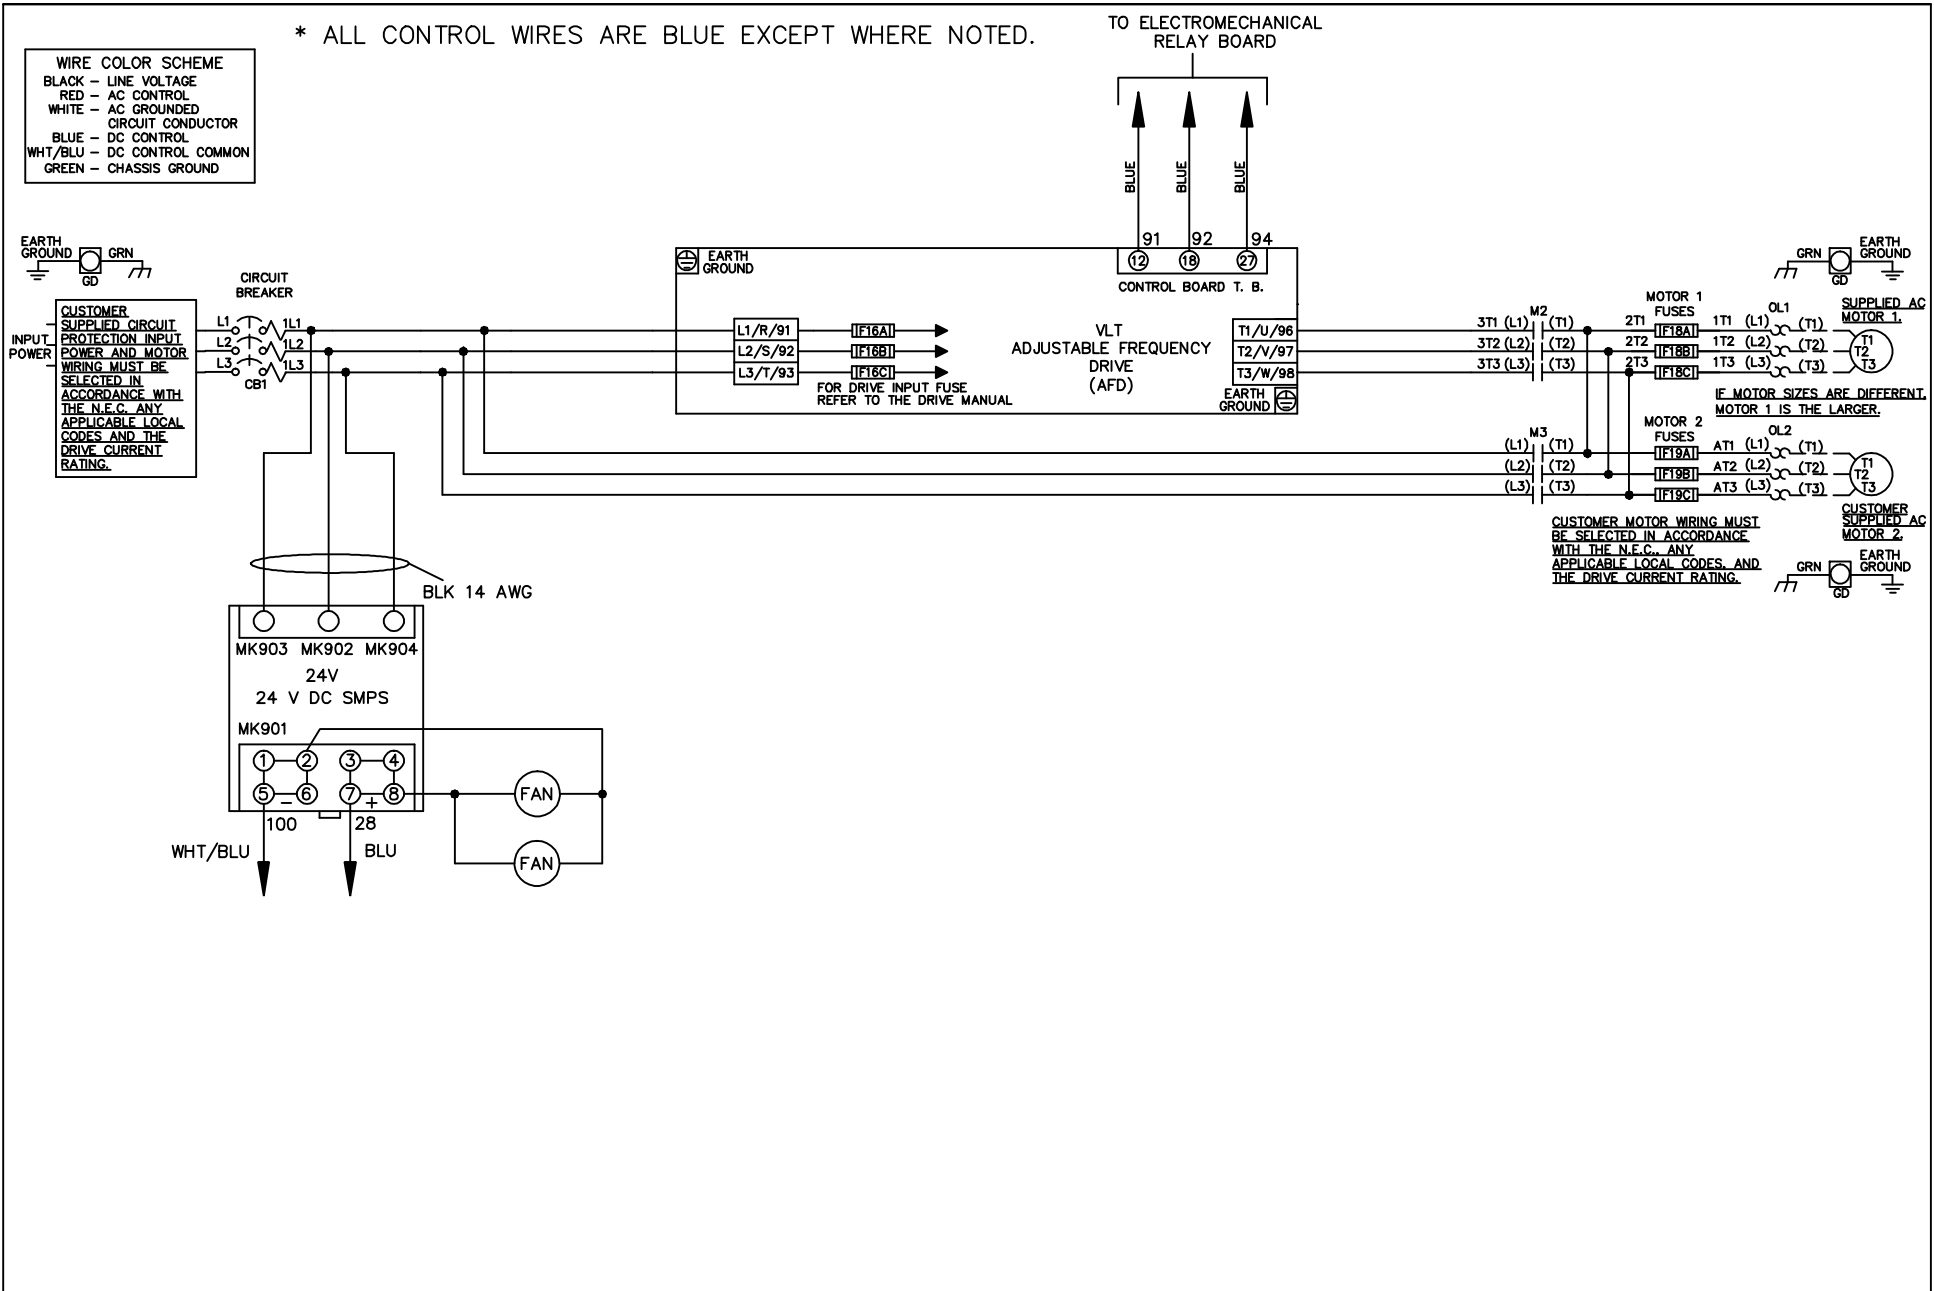 * ALL CONTROL WIRES ARE BLUE EXCEPT WHERE NOTED.
TO ELECTROMECHANICAL
RELAY BOARD
WIRE COLOR SCHEME
BLACK – LINE VOLTAGE
RED – AC CONTROL
WHITE – AC GROUNDED
CIRCUIT CONDUCTOR
BLUE – DC CONTROL
WHT/BLU – DC CONTROL COMMON
GREEN – CHASSIS GROUND
BLUE
BLUE
BLUE
91 92 94
12 18 27
CONTROL BOARD T. B.
EARTH
GROUND
GRN
GD
INPUT
POWER
CUSTOMER
SUPPLIED CIRCUIT
PROTECTION INPUT
POWER AND MOTOR
WIRING MUST BE
SELECTED IN
ACCORDANCE WITH
THE N.E.C. ANY
APPLICABLE LOCAL
CODES AND THE
DRIVE CURRENT
RATING.
CIRCUIT
BREAKER
L1 1L1
L2 1L2
L3 1L3
CB1
EARTH
GROUND
L1/R/91 F16A
L2/S/92 F16B
L3/T/93 F16C
FOR DRIVE INPUT FUSE
REFER TO THE DRIVE MANUAL
VLT
ADJUSTABLE FREQUENCY
DRIVE
(AFD)
T1/U/96
T2/V/97
T3/W/98
EARTH
GROUND
M2
3T1 (L1) (T1) 2T1
3T2 (L2) (T2) 2T2
3T3 (L3) (T3) 2T3
MOTOR 1
FUSES
F18A 1T1 (L1) (T1)
F18B 1T2 (L2) (T2)
F18C 1T3 (L3) (T3)
OL1
T1
T2
T3
GRN
GD
EARTH
GROUND
SUPPLIED AC
MOTOR 1.
IF MOTOR SIZES ARE DIFFERENT,
MOTOR 1 IS THE LARGER.
M3
(L1) (T1)
(L2) (T2)
(L3) (T3)
MOTOR 2
FUSES
F19A AT1 (L1) (T1)
F19B AT2 (L2) (T2)
F19C AT3 (L3) (T3)
OL2
T1
T2
T3
CUSTOMER
SUPPLIED AC
MOTOR 2.
CUSTOMER MOTOR WIRING MUST
BE SELECTED IN ACCORDANCE
WITH THE N.E.C., ANY
APPLICABLE LOCAL CODES, AND
THE DRIVE CURRENT RATING.
GRN
GD
EARTH
GROUND
BLK 14 AWG
MK903 MK902 MK904
24V
24 V DC SMPS
MK901
1 2 3 4
5 – 6 7 + 8
100 28
WHT/BLU BLU
FAN
FAN